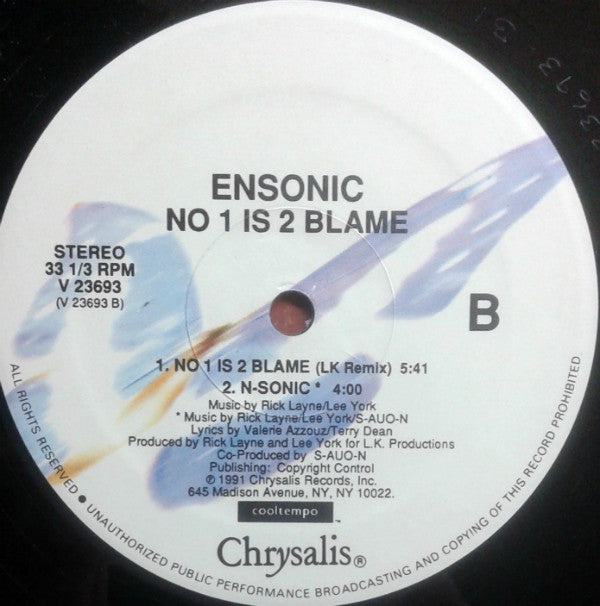 ENSONIC
NO 1 IS 2 BLAME
STEREO
33 1/3 RPM
V 23693
(V 23693 B)
B
1. NO 1 IS 2 BLAME (LK Remix) 5:41
2. N-SONIC * 4:00
Music by Rick Layne/Lee York
* Music by Rick Layne/Lee York/S-AUO-N
Lyrics by Valerie Azzouz/Terry Dean
Produced by Rick Layne and Lee York for L.K. Productions
Co-Produced by S-AUO-N
Publishing: Copyright Control
℗ 1991 Chrysalis Records, Inc.
645 Madison Avenue, NY, NY 10022.
cooltempo ™
Chrysalis®
ALL RIGHTS RESERVED ● UNAUTHORIZED PUBLIC PERFORMANCE BROADCASTING AND COPYING OF THIS RECORD PROHIBITED